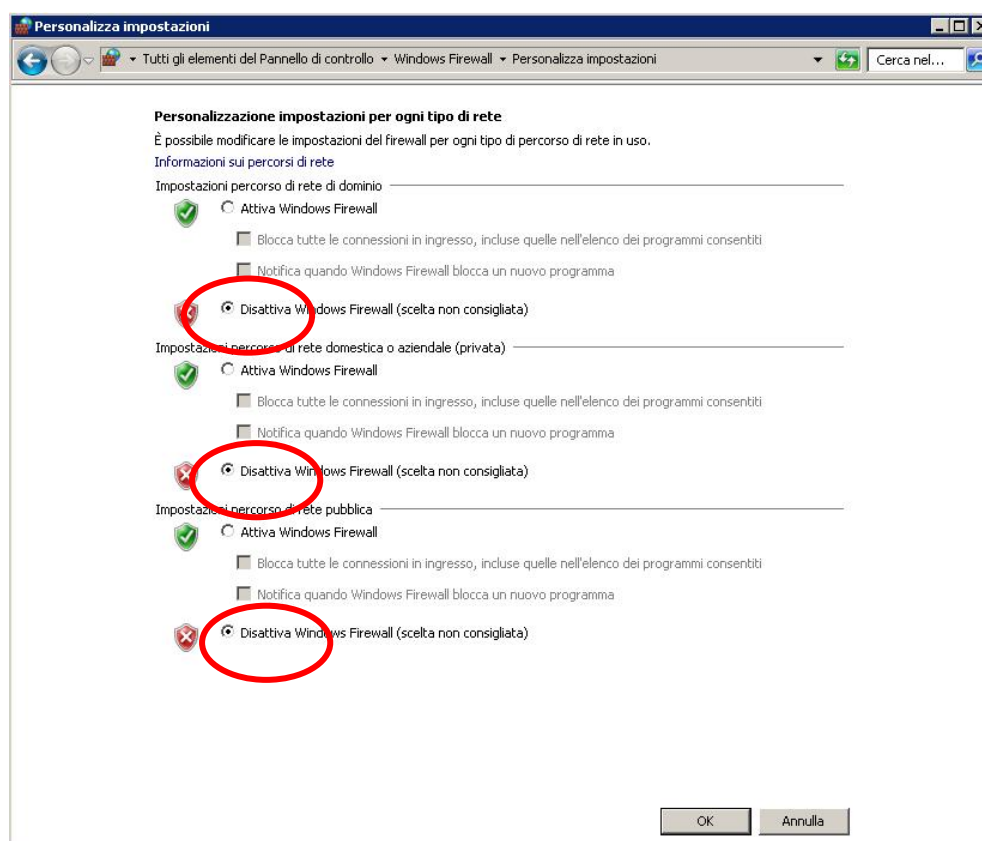 Personalizza impostazioni
Tutti gli elementi del Pannello di controllo Windows Firewall Personalizza impostazioni Cerca nel...
Personalizzazione impostazioni per ogni tipo di rete
È possibile modificare le impostazioni del firewall per ogni tipo di percorso di rete in uso.
Informazioni sui percorsi di rete
Impostazioni percorso di rete di dominio
Attiva Windows Firewall
Blocca tutte le connessioni in ingresso, incluse quelle nell'elenco dei programmi consentiti
Notifica quando Windows Firewall blocca un nuovo programma
Disattiva Windows Firewall (scelta non consigliata)
Impostazioni percorso di rete domestica o aziendale (privata)
Attiva Windows Firewall
Blocca tutte le connessioni in ingresso, incluse quelle nell'elenco dei programmi consentiti
Notifica quando Windows Firewall blocca un nuovo programma
Disattiva Windows Firewall (scelta non consigliata)
Impostazioni percorso di rete pubblica
Attiva Windows Firewall
Blocca tutte le connessioni in ingresso, incluse quelle nell'elenco dei programmi consentiti
Notifica quando Windows Firewall blocca un nuovo programma
Disattiva Windows Firewall (scelta non consigliata)
OK Annulla